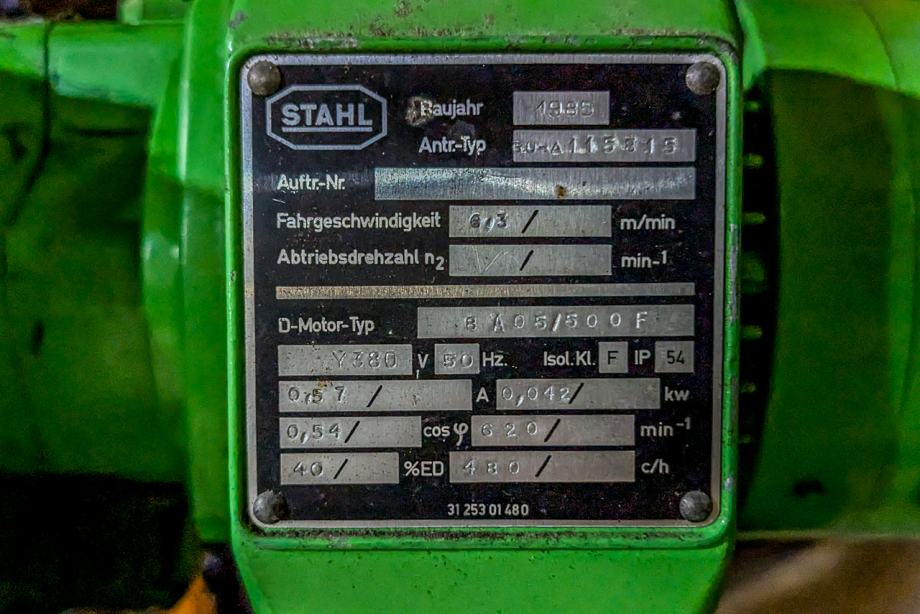 STAHL
Baujahr
Antr.-Typ
Auftr.-Nr.
Fahrgeschwindigkeit 6,3 / m/min
Abtriebsdrehzahl n2 / min-1
D-Motor-Typ 8 A05/500 F
Y380 V 50 Hz. Isol. Kl. F IP 54
0,57 / A 0,042/ kw
0,54/ cos φ 620/ min-1
40/ %ED 480/ c/h
31 253 01 480